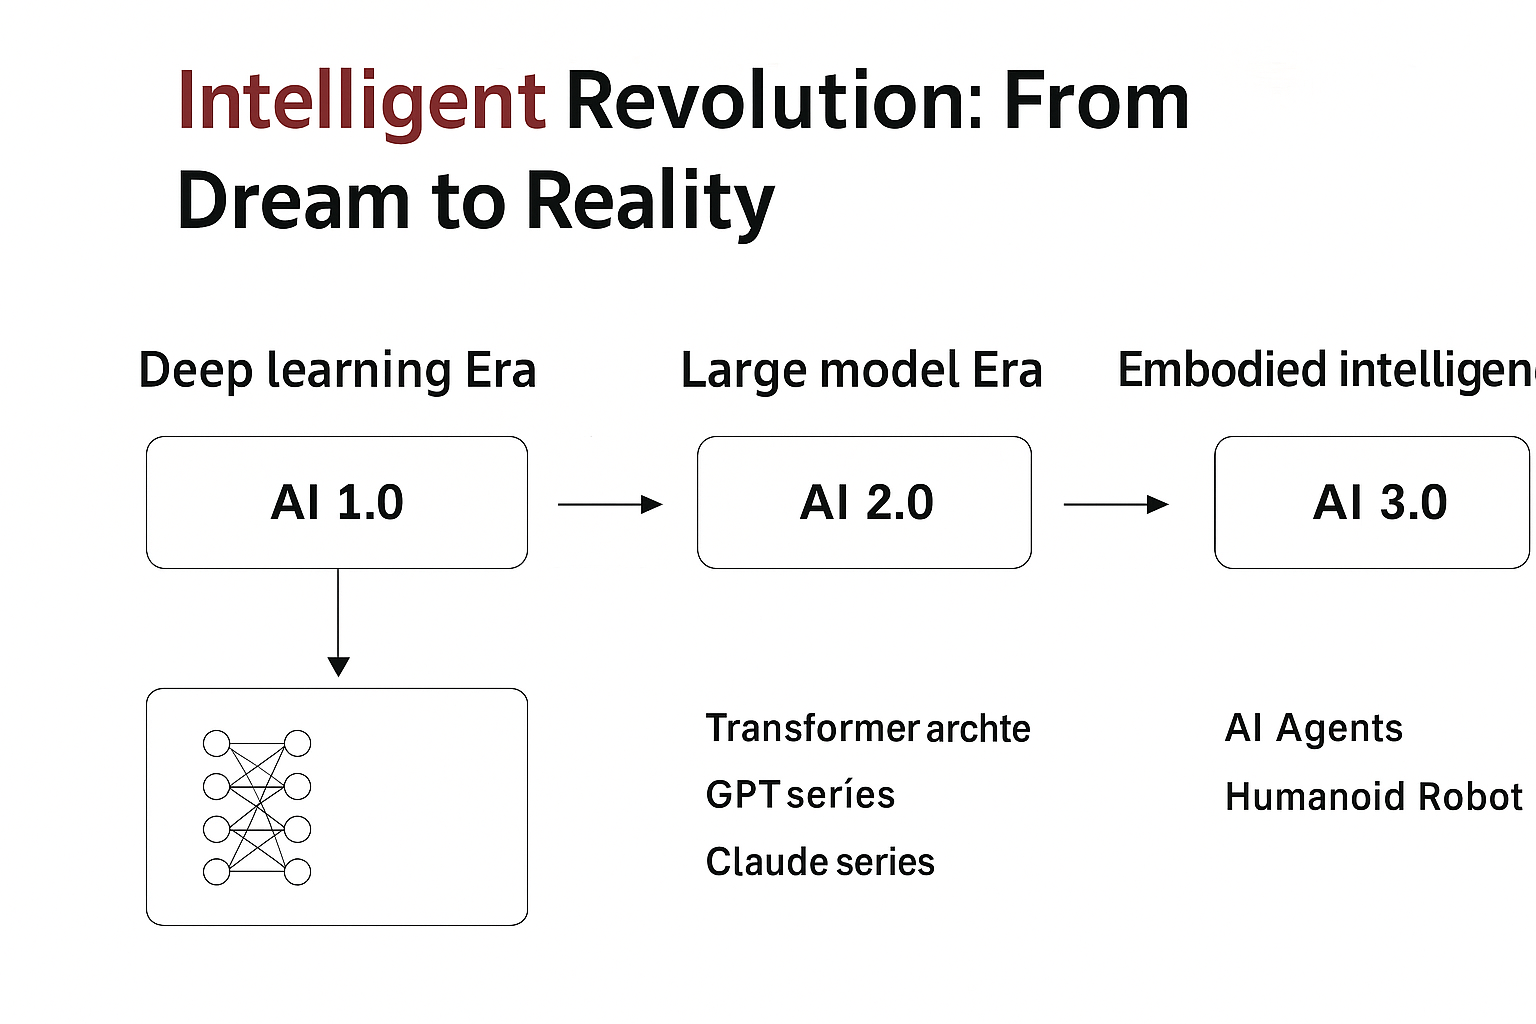 Intelligent Revolution: From
Dream to Reality
Deep learning Era
Large model Era
Embodied intelligen
AI 1.0
AI 2.0
AI 3.0
Transformer archte
GPT seríes
Claude series
AI Agents
Humanoid Robot